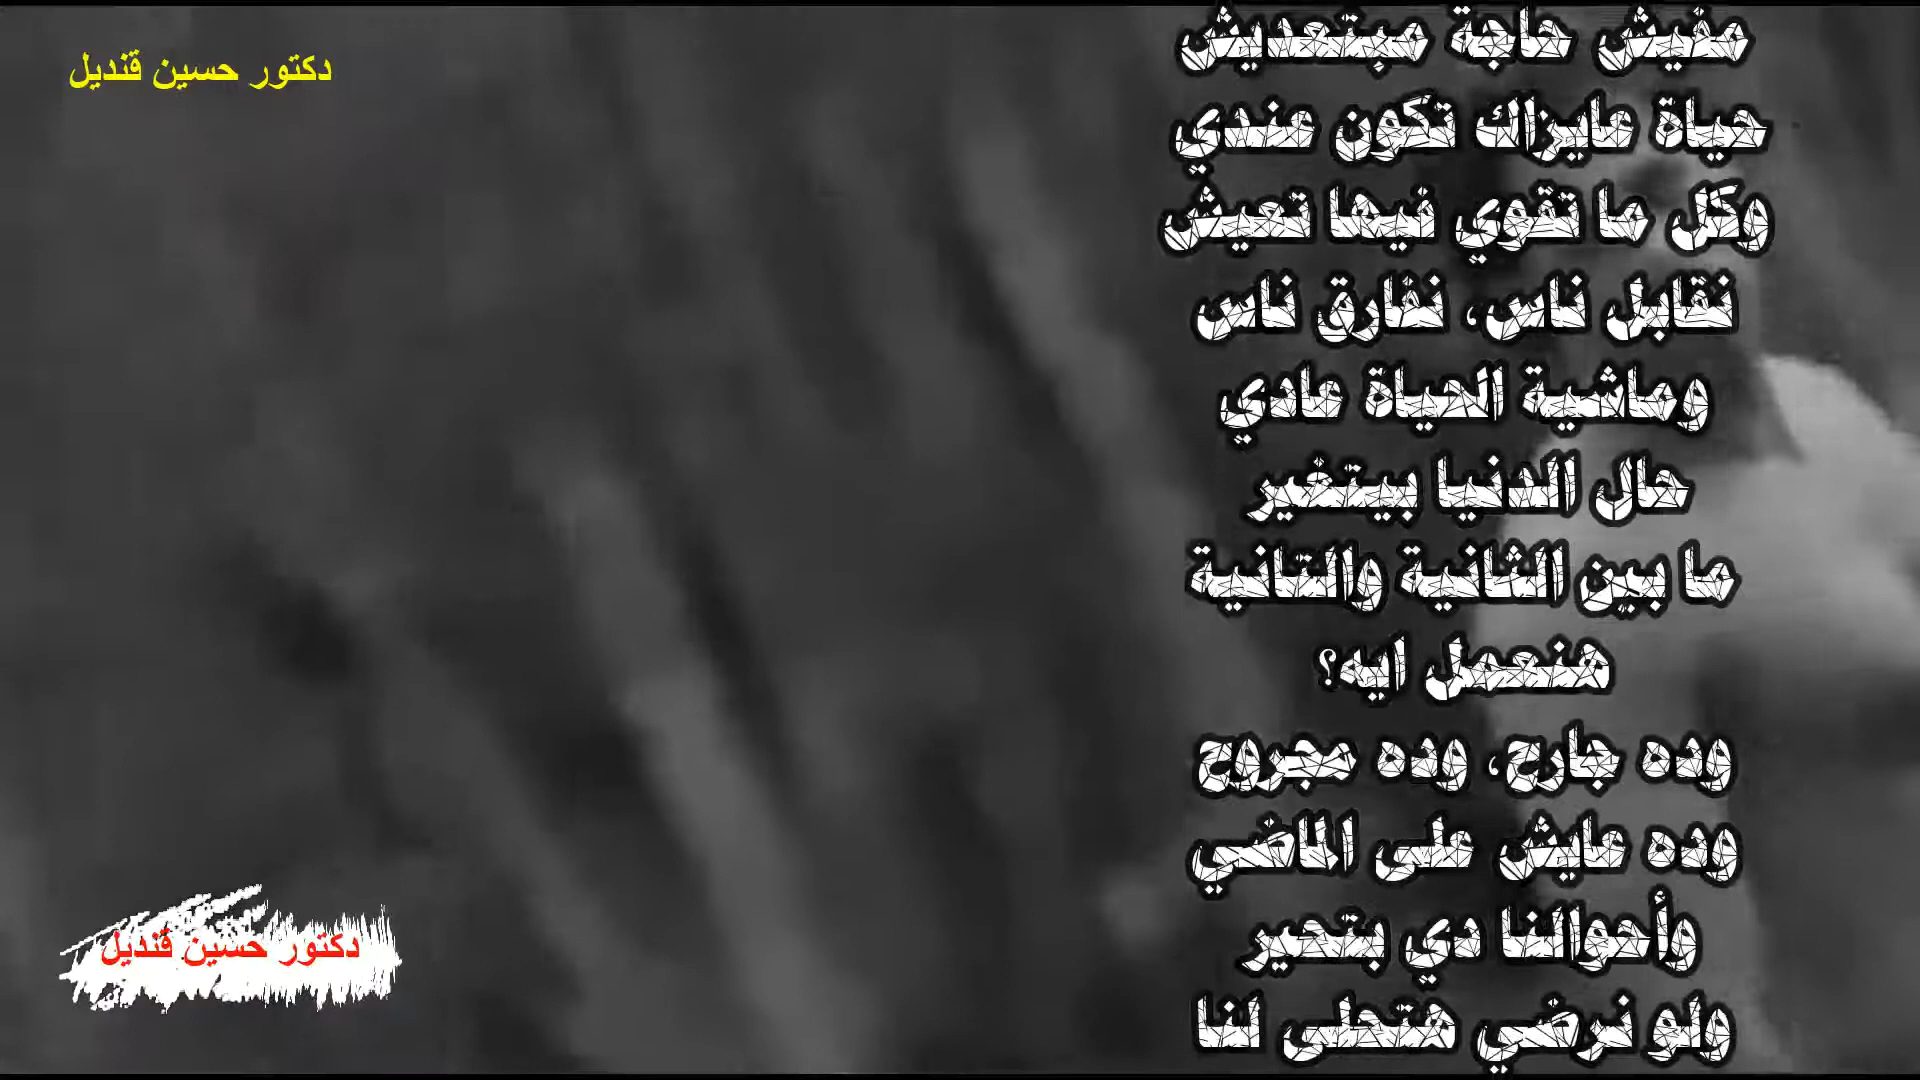 دكتور حسين قنديل
مفيش حاجة مبتعديش
حياة عايزاك تكون عندي
وكل ما تقوي فيها تعيش
نقابل ناس، نفارق ناس
وماشية الحياة عادي
حال الدنيا بيتغير
ما بين الثانية والتانية
هنعمل ايه؟
وده جارح، وده مجروح
وده عايش على الماضي
وأحوالنا دي بتحير
ولو نرضي هتحلى لنا
دكتور حسين قنديل